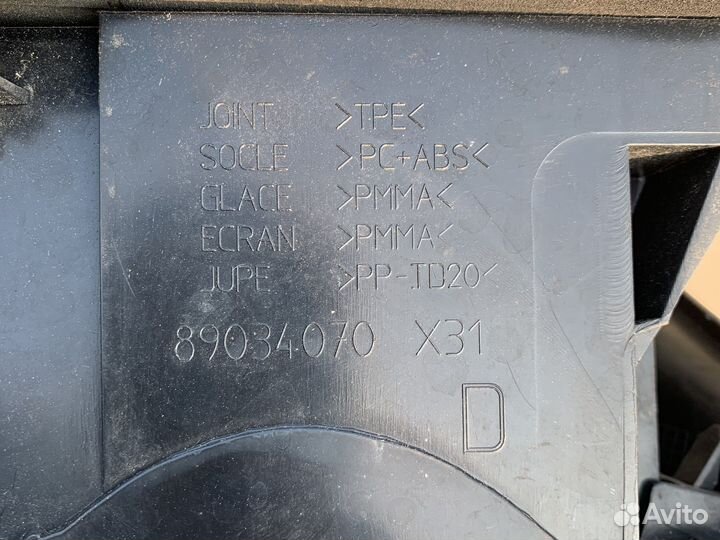 JOINT >TPE<
SOCLE >PC+ABS<
GLACE >PMMA<
ECRAN >PMMA<
JUPE >PP-TD20<
89034070 X31
D
Avito